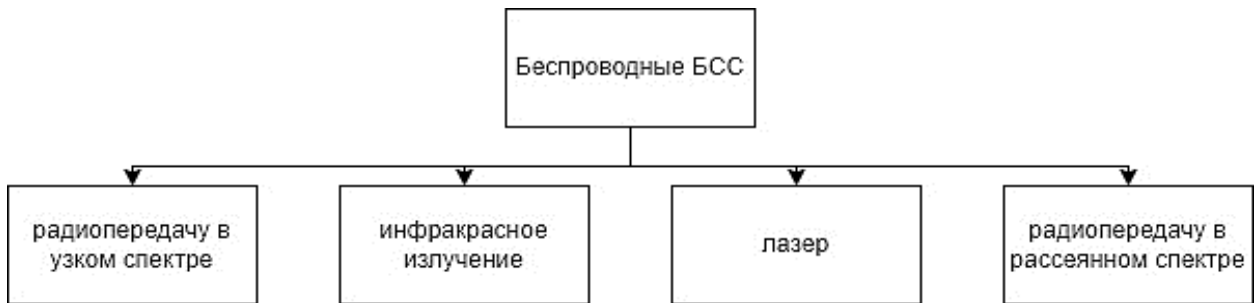 Беспроводные БСС
радиопередачу в
узком спектре
инфракрасное
излучение
лазер
радиопередачу в
рассеянном спектре